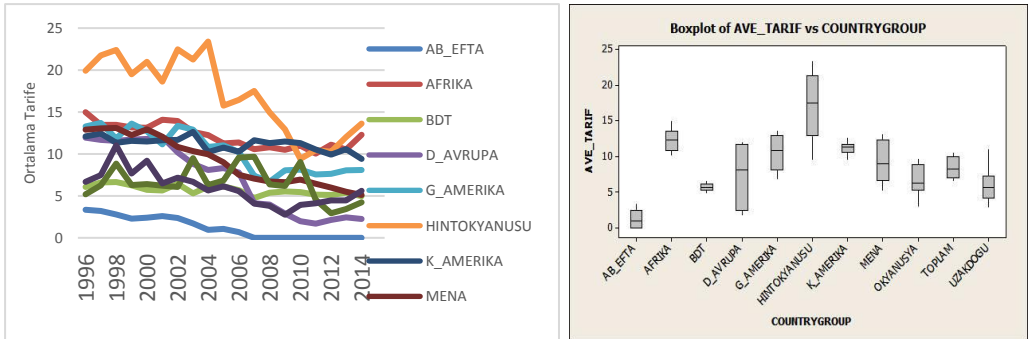 Ortalama Tarife
25
20
15
10
5
0
1996
1998
2000
2002
2004
2006
2008
2010
2012
2014
AB_EFTA
AFRIKA
BDT
D_AVRUPA
G_AMERIKA
HINTOKYANUSU
K_AMERIKA
MENA
Boxplot of AVE_TARIF vs COUNTRYGROUP
AVE_TARIF
25
20
15
10
5
0
AB_EFTA
AFRIKA
BDT
D_AVRUPA
G_AMERIKA
HINTOKYANUSU
K_AMERIKA
MENA
OKYANUSTA
TOPLAM
UZAKDOGU
COUNTRYGROUP